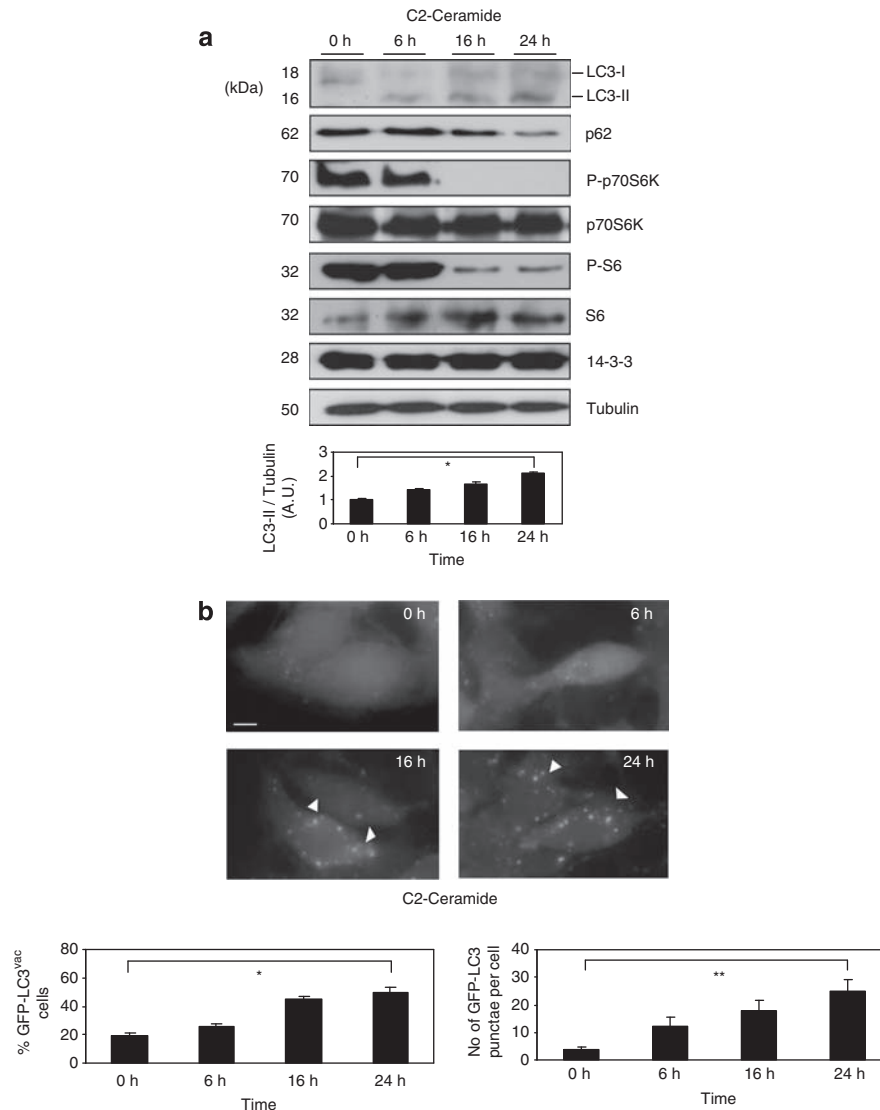 C2-Ceramide
a
0 h 6 h 16 h 24 h
(kDa)
18 LC3-I
16 LC3-II
62 p62
70 P-p70S6K
70 p70S6K
32 P-S6
32 S6
28 14-3-3
50 Tubulin
LC3-II / Tubulin
(A.U.)
3
2
1
0
*
0 h 6 h 16 h 24 h
Time
b
0 h 6 h
16 h 24 h
C2-Ceramide
% GFP-LC3vac
cells
80
60
40
20
0
*
0 h 6 h 16 h 24 h
Time
No of GFP-LC3
punctae per cell
40
30
20
10
0
**
0 h 6 h 16 h 24 h
Time